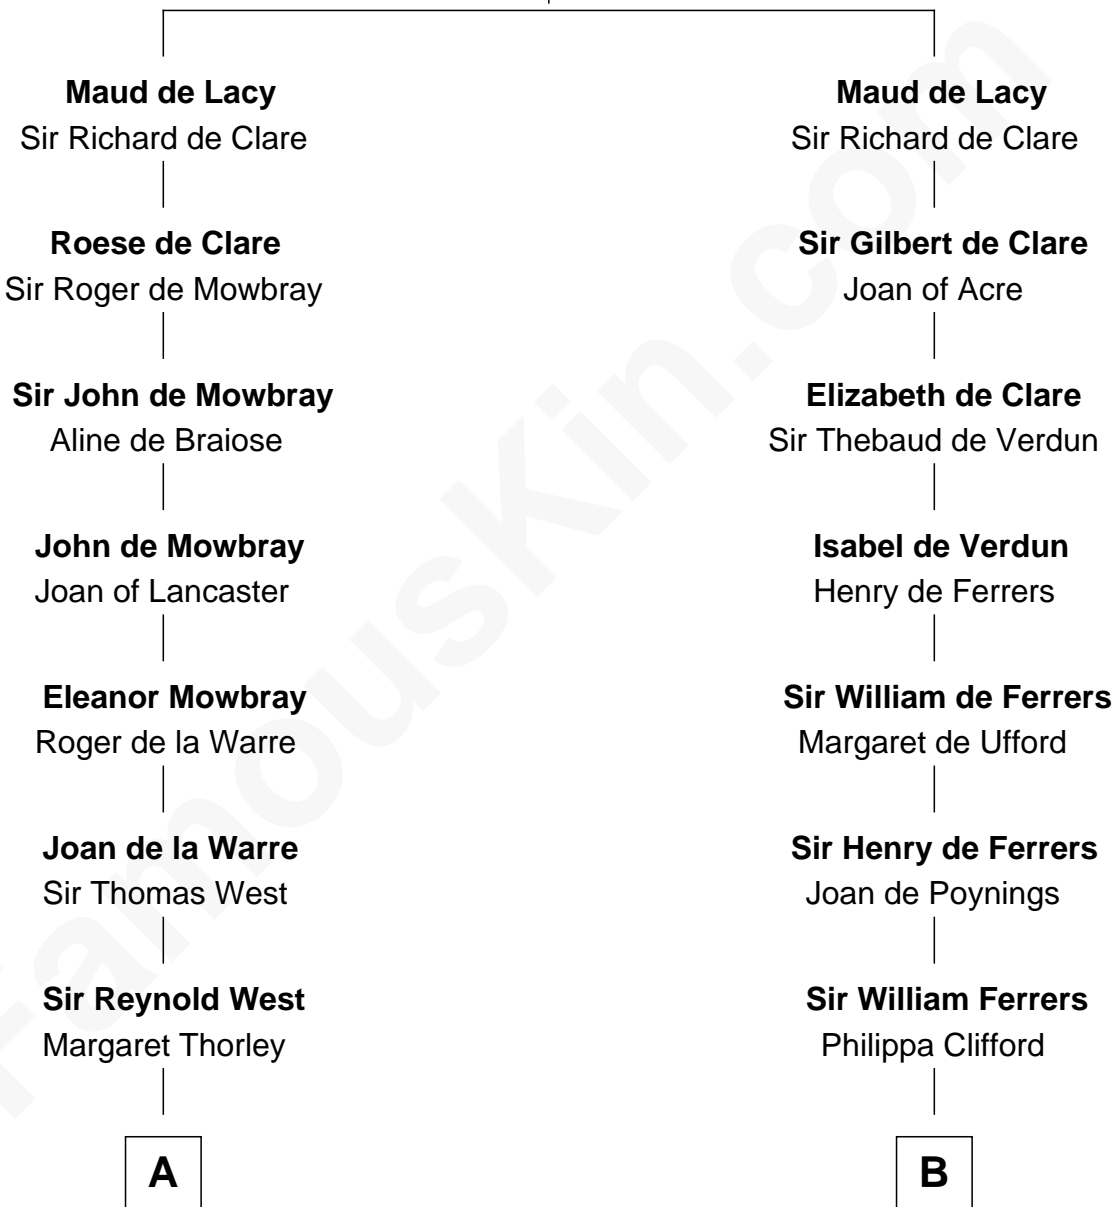 Maud de Lacy
Sir Richard de Clare
Roese de Clare
Sir Roger de Mowbray
Sir John de Mowbray
Aline de Braiose
John de Mowbray
Joan of Lancaster
Eleanor Mowbray
Roger de la Warre
Joan de la Warre
Sir Thomas West
Sir Reynold West
Margaret Thorley
A
Maud de Lacy
Sir Richard de Clare
Sir Gilbert de Clare
Joan of Acre
Elizabeth de Clare
Sir Thebaud de Verdun
Isabel de Verdun
Henry de Ferrers
Sir William de Ferrers
Margaret de Ufford
Sir Henry de Ferrers
Joan de Poynings
Sir William Ferrers
Philippa Clifford
B
FamousKin.com